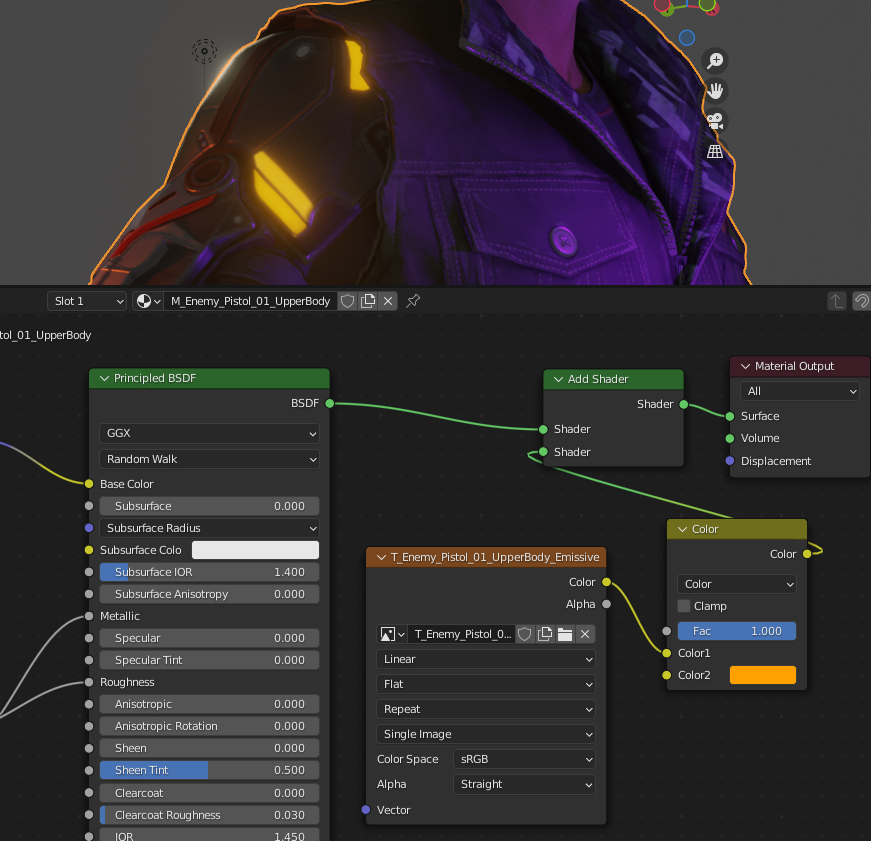 Slot 1
M_Enemy_Pistol_01_UpperBody
tol_01_UpperBody
Principled BSDF
BSDF
GGX
Random Walk
Base Color
Subsurface 0.000
Subsurface Radius
Subsurface Colo
Subsurface IOR 1.400
Subsurface Anisotropy 0.000
Metallic
Specular 0.000
Specular Tint 0.000
Roughness
Anisotropic 0.000
Anisotropic Rotation 0.000
Sheen 0.000
Sheen Tint 0.500
Clearcoat 0.000
Clearcoat Roughness 0.030
IOR 1.450
T_Enemy_Pistol_01_UpperBody_Emissive
Color
Alpha
T_Enemy_Pistol_0...
Linear
Flat
Repeat
Single Image
Color Space sRGB
Alpha Straight
Vector
Add Shader
Shader
Shader
Shader
Color
Color
Color
Clamp
Fac 1.000
Color1
Color2
Material Output
All
Surface
Volume
Displacement